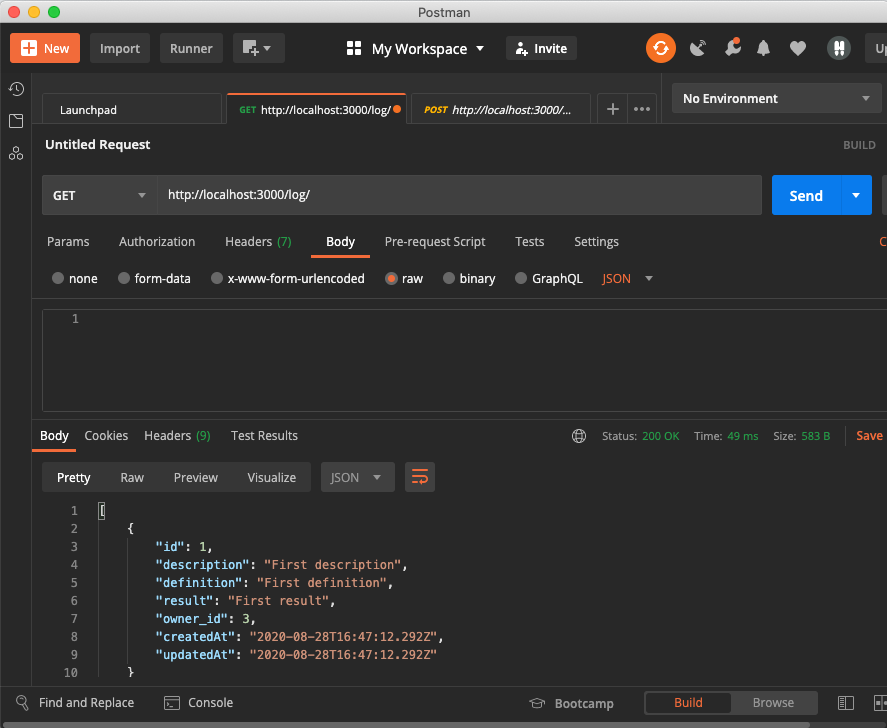 Postman
New Import Runner My Workspace Invite Up
Launchpad GET http://localhost:3000/log/ POST http://localhost:3000/... + ••• No Environment
Untitled Request BUILD
GET http://localhost:3000/log/ Send
Params Authorization Headers (7) Body Pre-request Script Tests Settings C
none form-data x-www-form-urlencoded raw binary GraphQL JSON
1
Body Cookies Headers (9) Test Results Status: 200 OK Time: 49 ms Size: 583 B Save
Pretty Raw Preview Visualize JSON
1 [
2 {
3 "id": 1,
4 "description": "First description",
5 "definition": "First definition",
6 "result": "First result",
7 "owner_id": 3,
8 "createdAt": "2020-08-28T16:47:12.292Z",
9 "updatedAt": "2020-08-28T16:47:12.292Z"
10 }
Find and Replace Console Bootcamp Build Browse